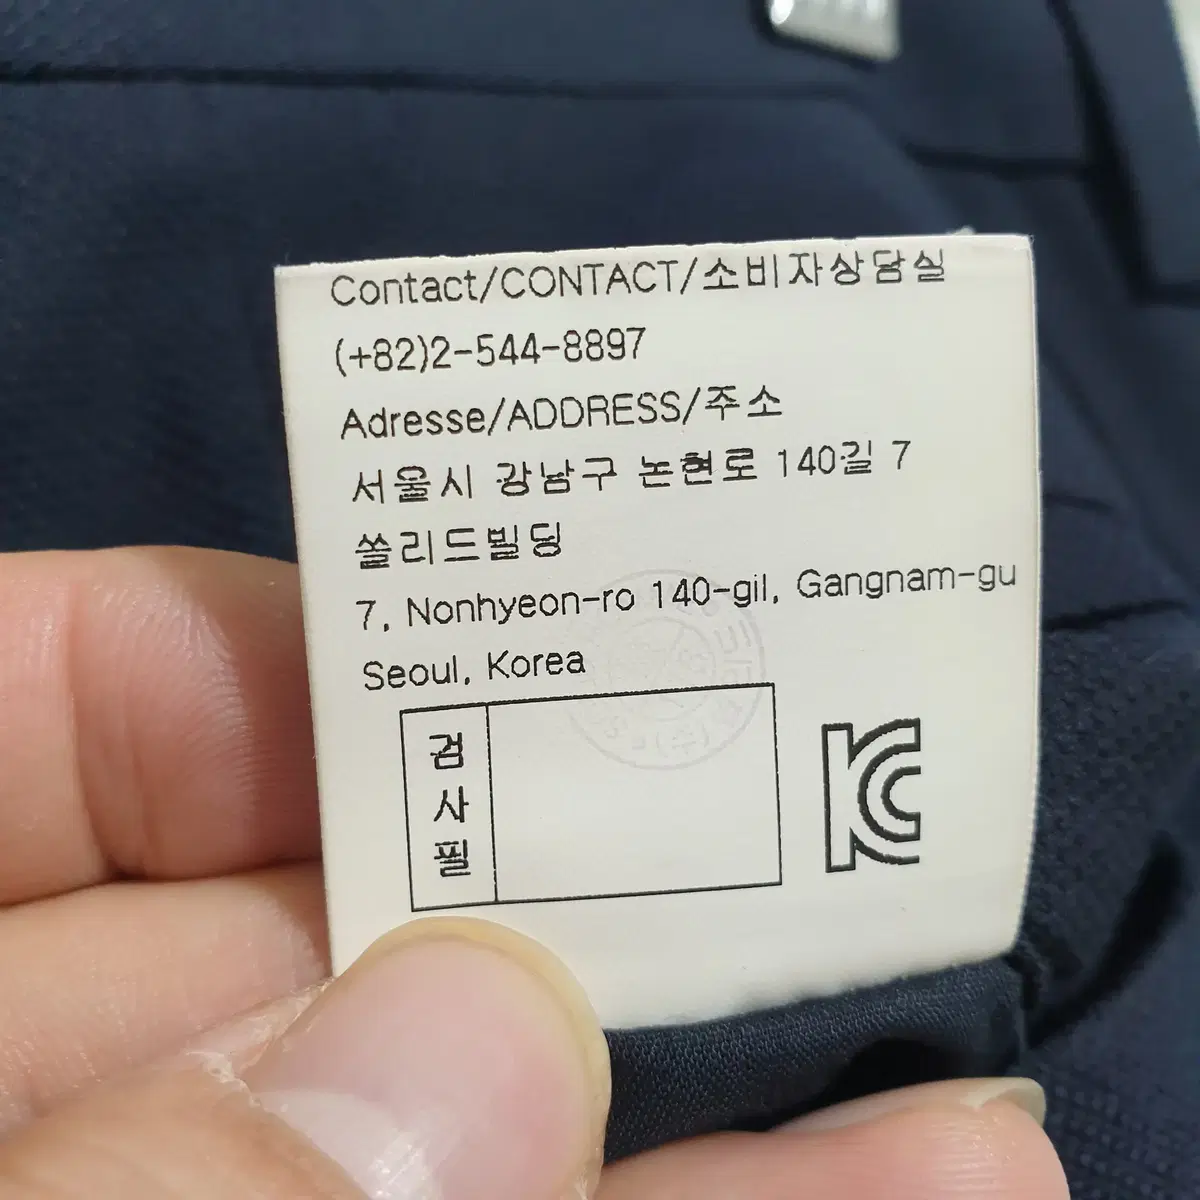 Contact/CONTACT/소비자상담실
(+82)2-544-8897
Adresse/ADDRESS/주소
서울시 강남구 논현로 140길 7
쏠리드빌딩
7, Nonhyeon-ro 140-gil, Gangnam-gu
Seoul, Korea
검
사
필
KC